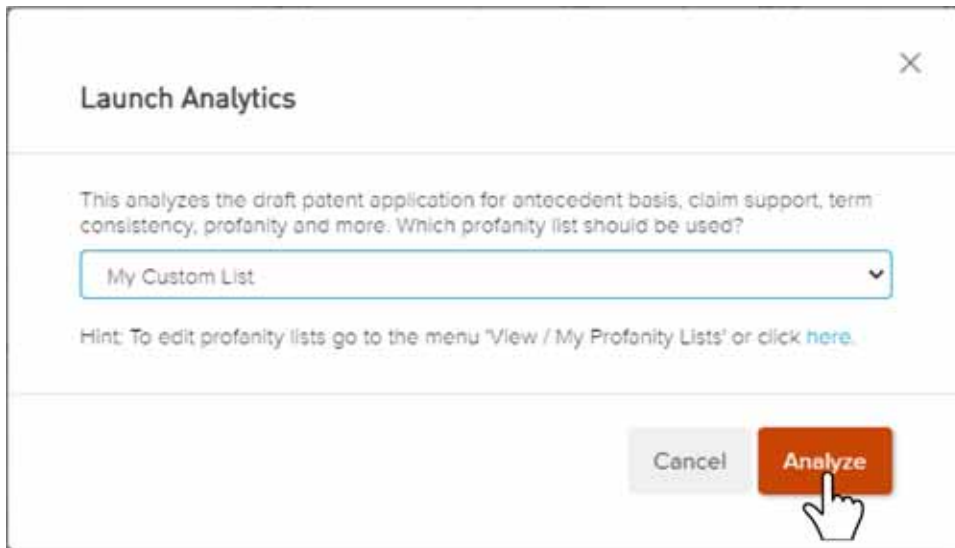 Launch Analytics
This analyzes the draft patent application for antecedent basis, claim support, term
consistency, profanity and more. Which profanity list should be used?
My Custom List
Hint: To edit profanity lists go to the menu 'View / My Profanity Lists' or click here.
Cancel
Analyze